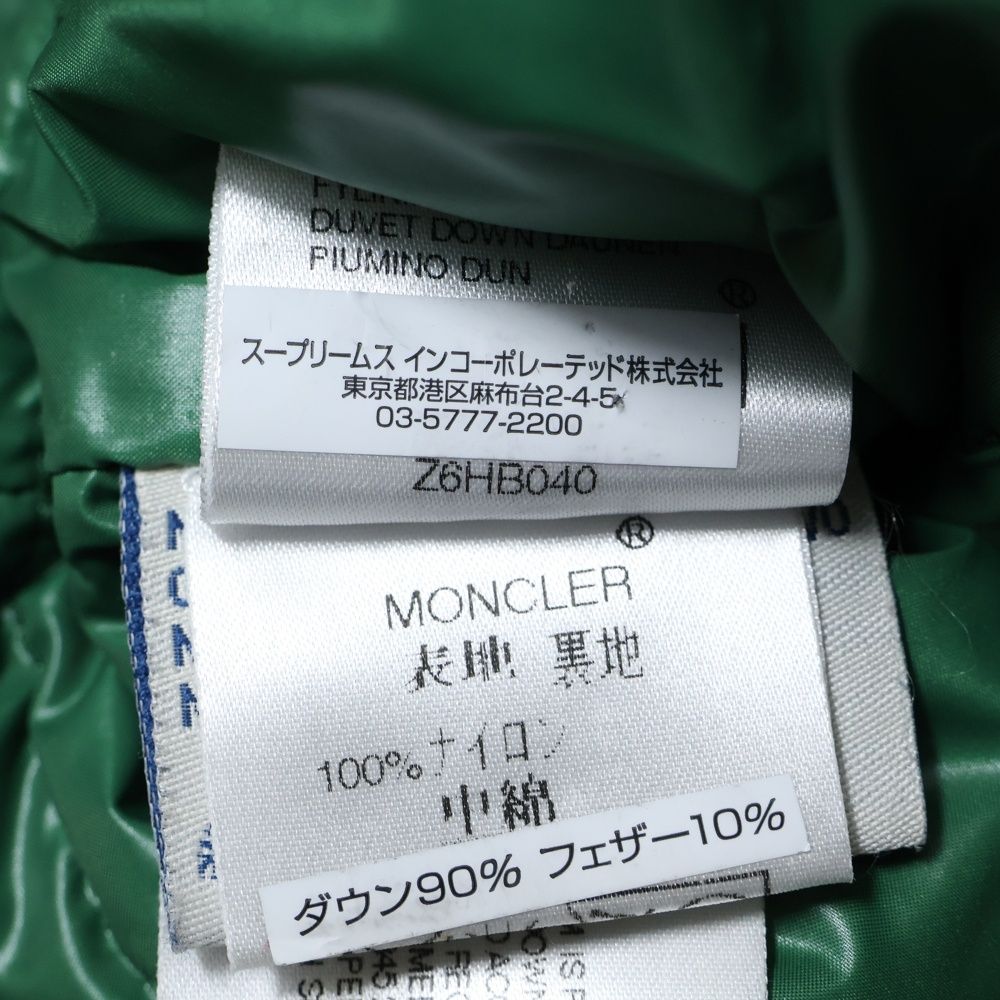 DUVET DOWN DAUNEN
PIUMINO DUN
®
スープリームス インコーポレーテッド株式会社
東京都港区麻布台2-4-5
03-5777-2200
Z6HB040
®
MONCLER
表地 裏地
100%ナイロン
中綿
ダウン90% フェザー10%